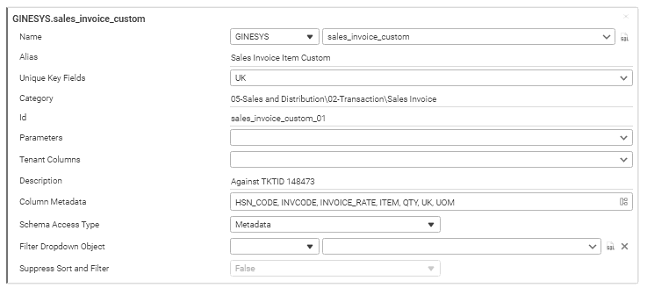 GINESYS.sales_invoice_custom
Name GINESYS sales_invoice_custom
Alias Sales Invoice Item Custom
Unique Key Fields UK
Category 05-Sales and Distribution\02-Transaction\Sales Invoice
Id sales_invoice_custom_01
Parameters
Tenant Columns
Description Against TKTID 148473
Column Metadata HSN_CODE, INVCODE, INVOICE_RATE, ITEM, QTY, UK, UOM
Schema Access Type Metadata
Filter Dropdown Object
Suppress Sort and Filter False